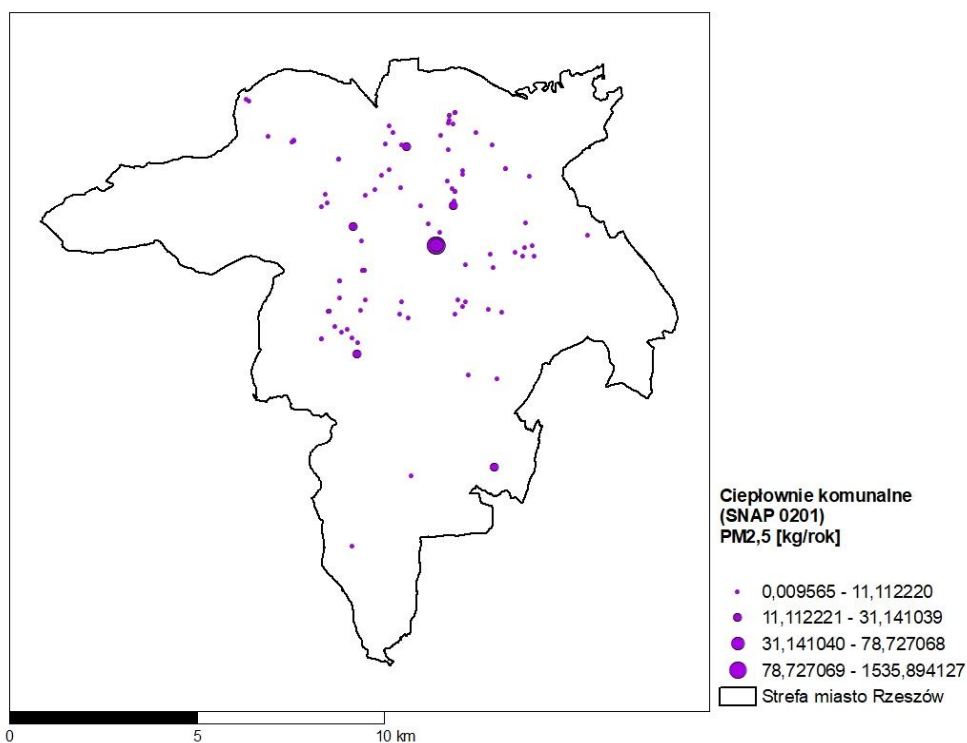 Ciepłownie komunalne
(SNAP 0201)
PM2,5 [kg/rok]
0,009565 - 11,112220
11,112221 - 31,141039
31,141040 - 78,727068
78,727069 - 1535,894127
Strefa miasto Rzeszów
0 5 10 km